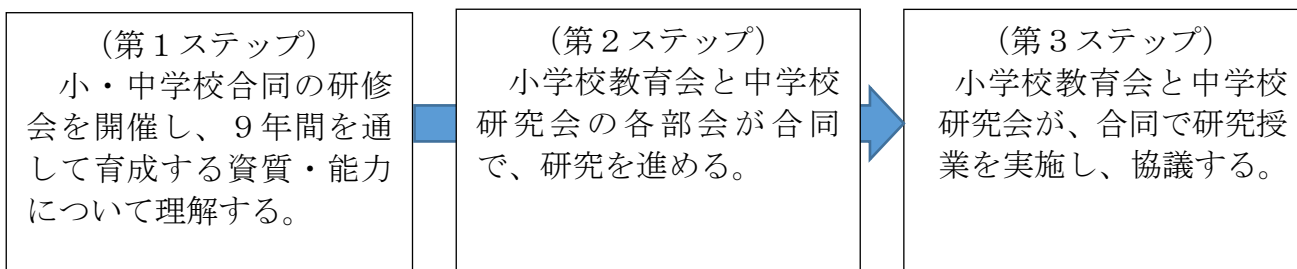 （第１ステップ）
小・中学校合同の研修
会を開催し、９年間を通
して育成する資質・能力
について理解する。
（第２ステップ）
小学校教育会と中学校
研究会の各部会が合同
で、研究を進める。
（第３ステップ）
小学校教育会と中学校
研究会が、合同で研究授
業を実施し、協議する。